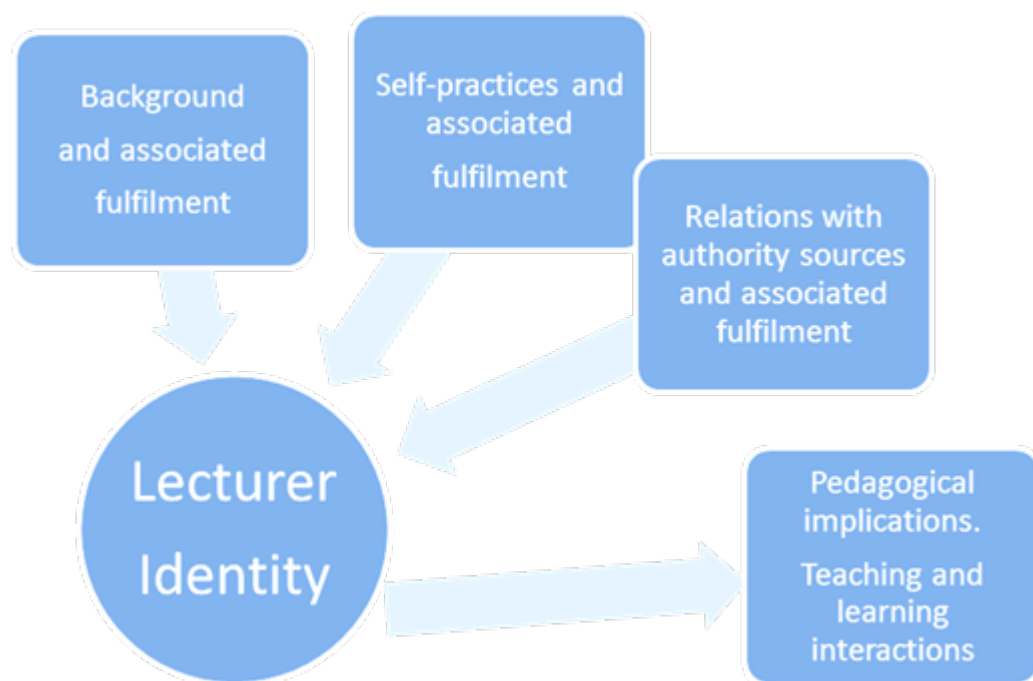 Background
and associated
fulfilment
Self-practices and
associated
fulfilment
Relations with
authority sources
and associated
fulfilment
Lecturer
Identity
Pedagogical
implications.
Teaching and
learning
interactions